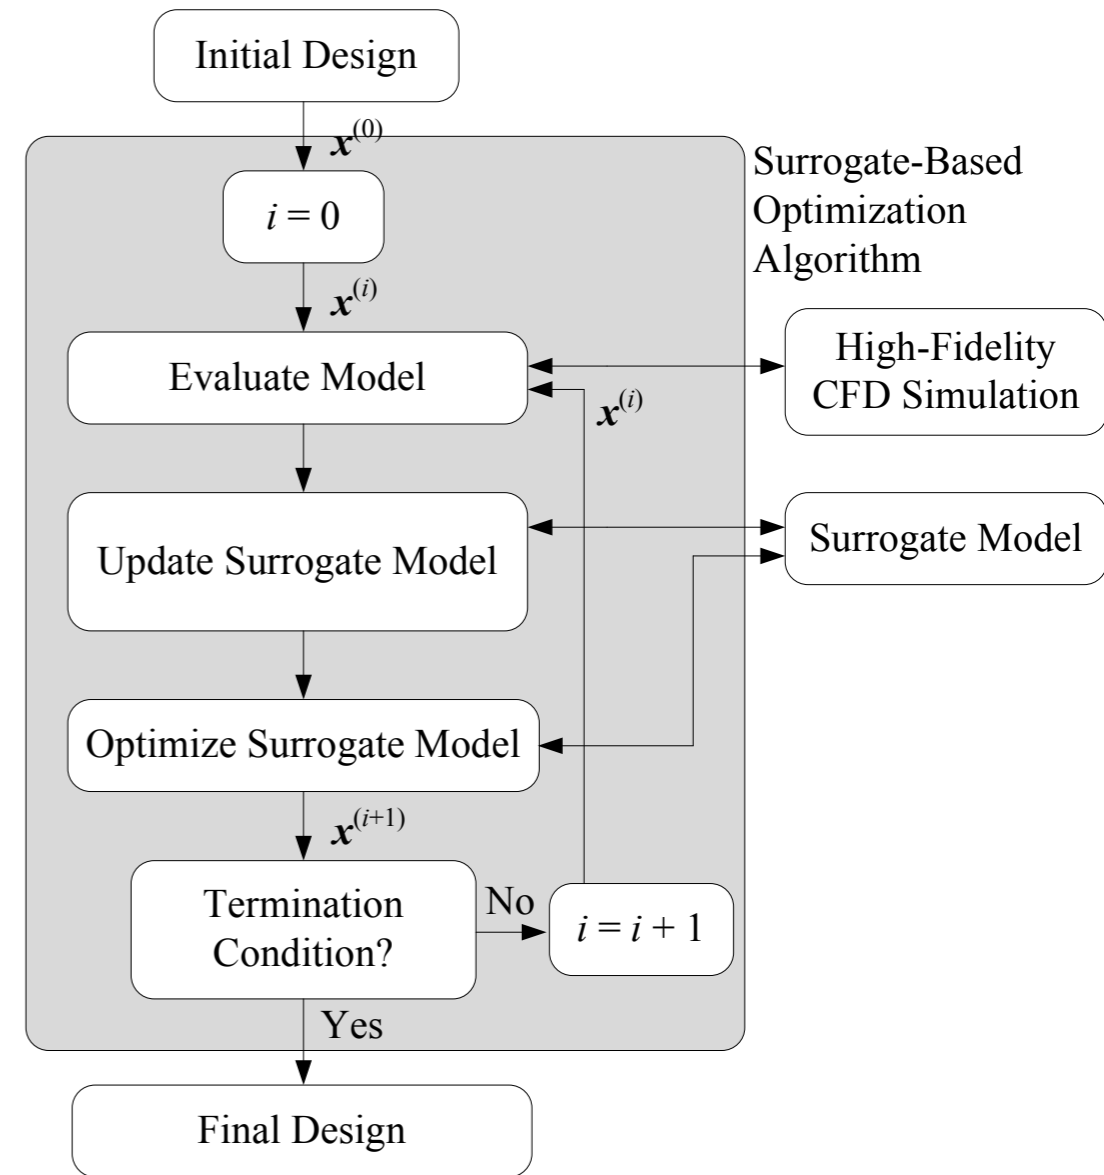 Initial Design
x^(0)
Surrogate-Based
Optimization
Algorithm
i = 0
x^(i)
Evaluate Model
High-Fidelity
CFD Simulation
x^(i)
Update Surrogate Model
Surrogate Model
Optimize Surrogate Model
x^(i+1)
Termination
Condition?
No
i = i + 1
Yes
Final Design